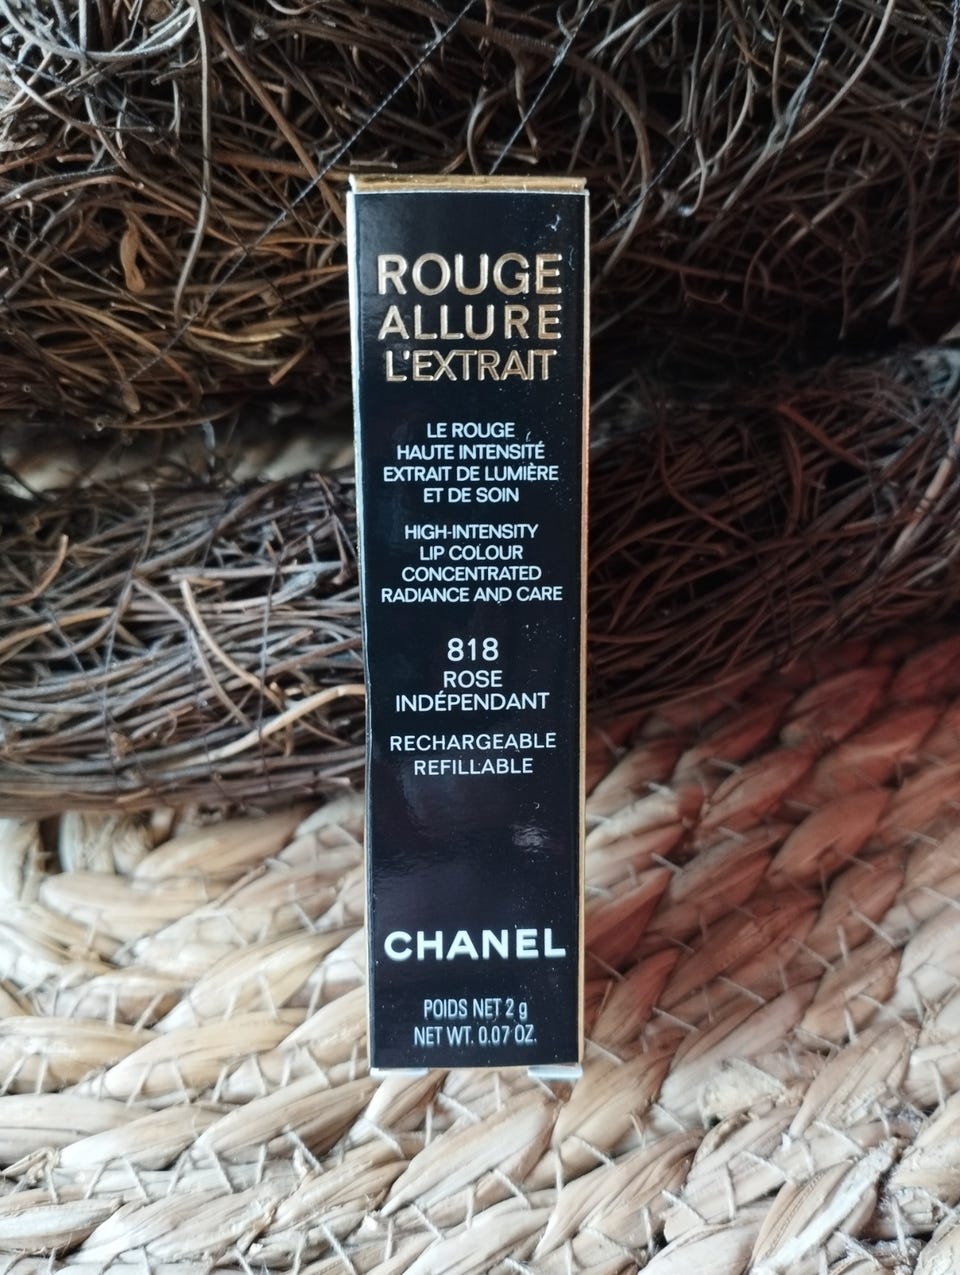 ROUGE
ALLURE
L'EXTRAIT
LE ROUGE
HAUTE INTENSITÉ
EXTRAIT DE LUMIÈRE
ET DE SOIN
HIGH-INTENSITY
LIP COLOUR
CONCENTRATED
RADIANCE AND CARE
818
ROSE
INDÉPENDANT
RECHARGEABLE
REFILLABLE
CHANEL
POIDS NET 2 g
NET WT. 0.07 OZ.